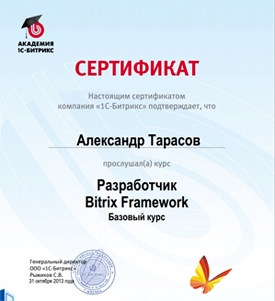 АКАДЕМИЯ
1С-БИТРИКС
СЕРТИФИКАТ
Настоящим сертификатом
компания «1С-Битрикс» подтверждает, что
Александр Тарасов
прослушал(а) курс
Разработчик
Bitrix Framework
Базовый курс
Генеральный директор
ООО «1С-Битрикс»
Рыжиков С.В.
31 октября 2013 года